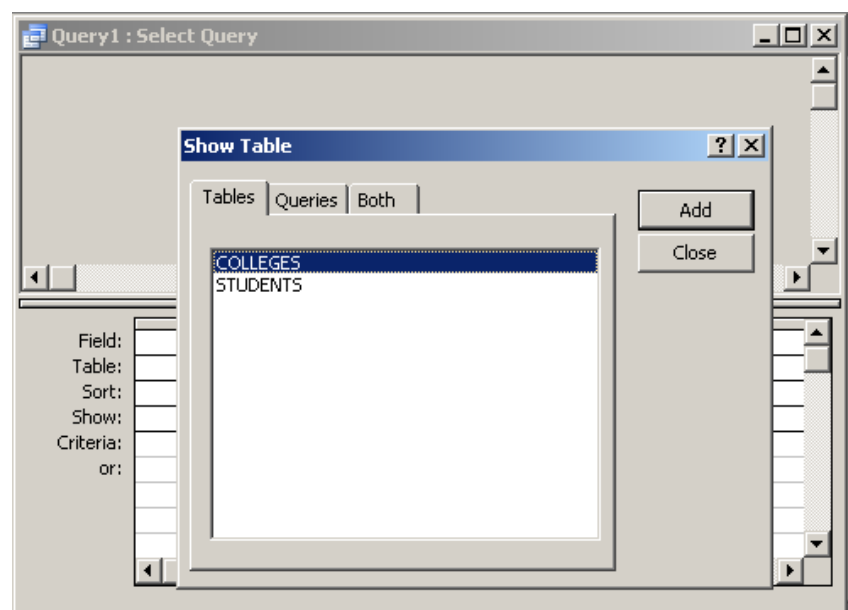 Query1 : Select Query
Show Table
Tables Queries Both
Add
Close
COLLEGES
STUDENTS
Field:
Table:
Sort:
Show:
Criteria:
or: